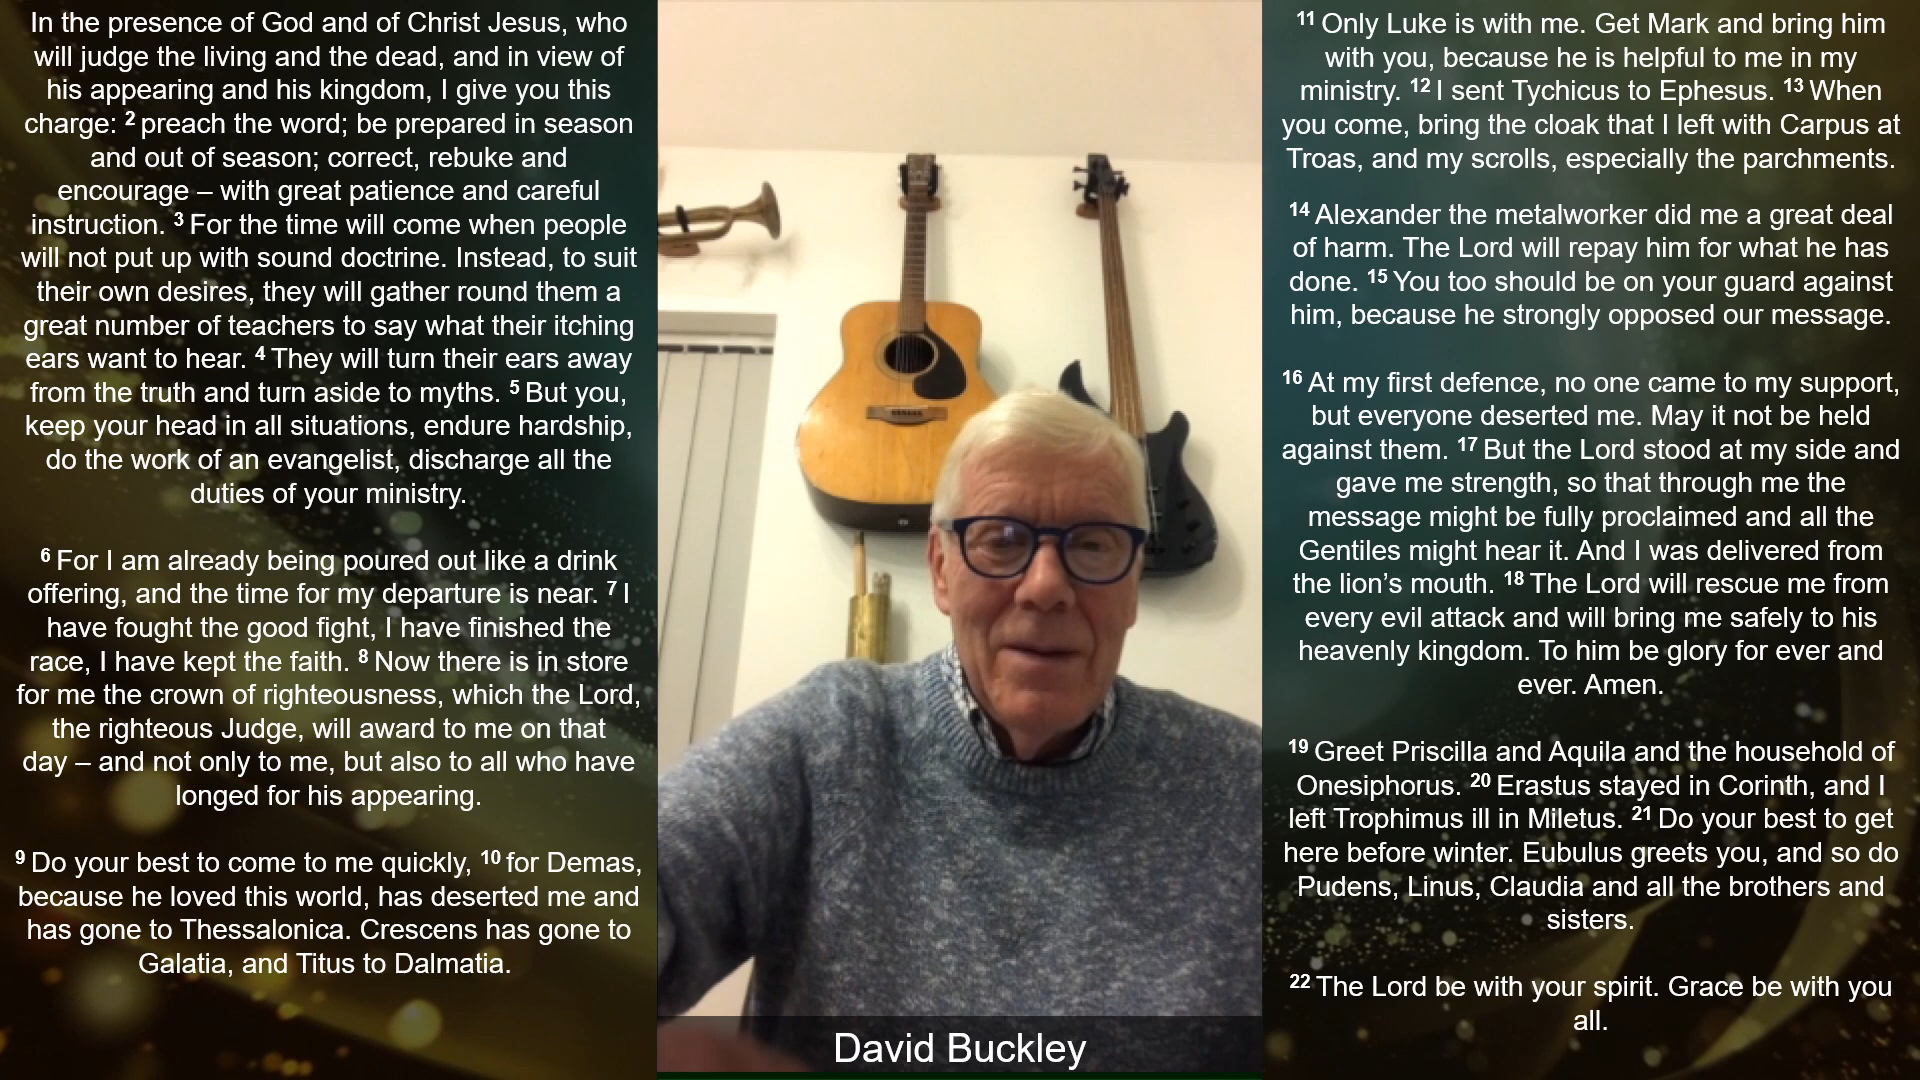 In the presence of God and of Christ Jesus, who
will judge the living and the dead, and in view of
his appearing and his kingdom, I give you this
charge: 2 preach the word; be prepared in season
and out of season; correct, rebuke and
encourage – with great patience and careful
instruction. 3 For the time will come when people
will not put up with sound doctrine. Instead, to suit
their own desires, they will gather round them a
great number of teachers to say what their itching
ears want to hear. 4 They will turn their ears away
from the truth and turn aside to myths. 5 But you,
keep your head in all situations, endure hardship,
do the work of an evangelist, discharge all the
duties of your ministry.
6 For I am already being poured out like a drink
offering, and the time for my departure is near. 7 I
have fought the good fight, I have finished the
race, I have kept the faith. 8 Now there is in store
for me the crown of righteousness, which the Lord,
the righteous Judge, will award to me on that
day – and not only to me, but also to all who have
longed for his appearing.
9 Do your best to come to me quickly, 10 for Demas,
because he loved this world, has deserted me and
has gone to Thessalonica. Crescens has gone to
Galatia, and Titus to Dalmatia.
David Buckley
11 Only Luke is with me. Get Mark and bring him
with you, because he is helpful to me in my
ministry. 12 I sent Tychicus to Ephesus. 13 When
you come, bring the cloak that I left with Carpus at
Troas, and my scrolls, especially the parchments.
14 Alexander the metalworker did me a great deal
of harm. The Lord will repay him for what he has
done. 15 You too should be on your guard against
him, because he strongly opposed our message.
16 At my first defence, no one came to my support,
but everyone deserted me. May it not be held
against them. 17 But the Lord stood at my side and
gave me strength, so that through me the
message might be fully proclaimed and all the
Gentiles might hear it. And I was delivered from
the lion’s mouth. 18 The Lord will rescue me from
every evil attack and will bring me safely to his
heavenly kingdom. To him be glory for ever and
ever. Amen.
19 Greet Priscilla and Aquila and the household of
Onesiphorus. 20 Erastus stayed in Corinth, and I
left Trophimus ill in Miletus. 21 Do your best to get
here before winter. Eubulus greets you, and so do
Pudens, Linus, Claudia and all the brothers and
sisters.
22 The Lord be with your spirit. Grace be with you
all.